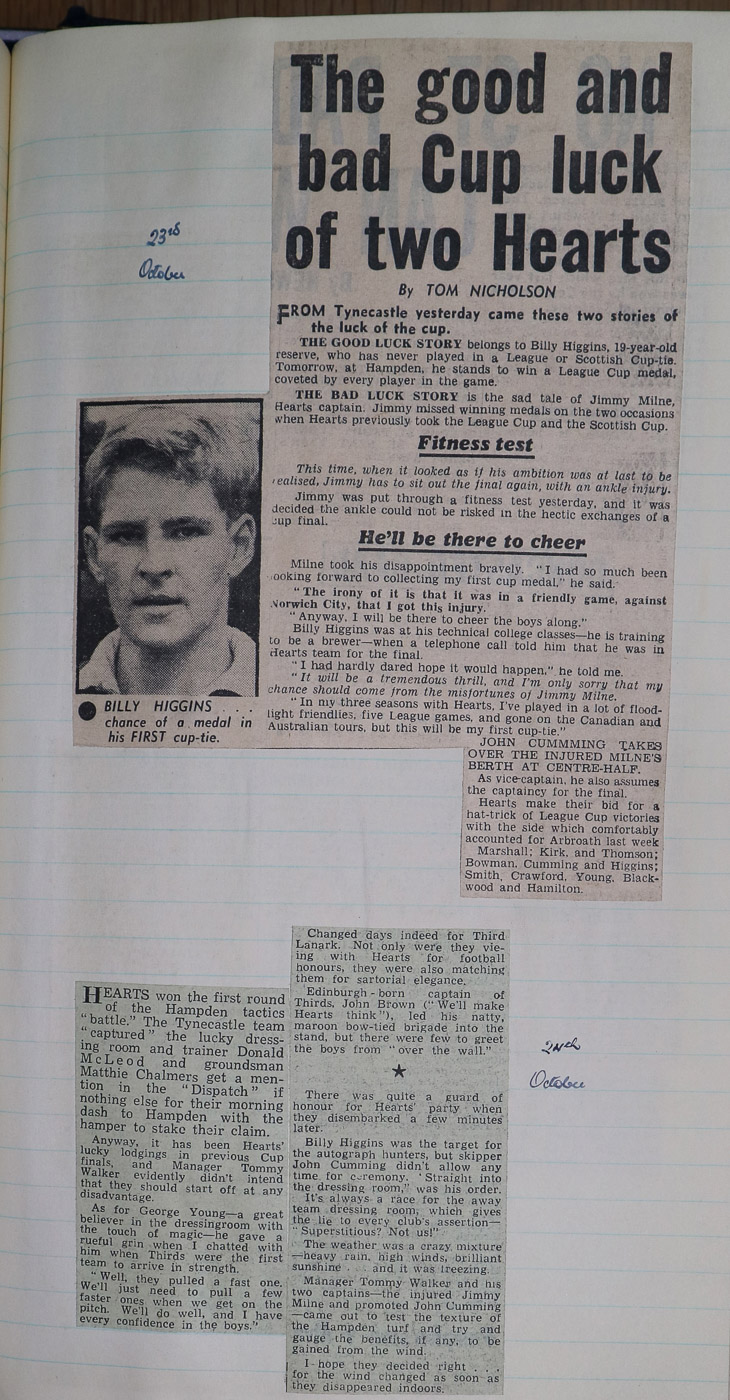 The good and
bad Cup luck
of two Hearts
By TOM NICHOLSON
23rd
October
FROM Tynecastle yesterday came these two stories of
the luck of the cup.
THE GOOD LUCK STORY belongs to Billy Higgins, 19-year-old
reserve, who has never played in a League or Scottish Cup-tie.
Tomorrow, at Hampden, he stands to win a League Cup medal,
coveted by every player in the game.
THE BAD LUCK STORY is the sad tale of Jimmy Milne,
Hearts captain. Jimmy missed winning medals on the two occasions
when Hearts previously took the League Cup and the Scottish Cup.
Fitness test
This time, when it looked as if his ambition was at last to be
realised, Jimmy has to sit out the final again, with an ankle injury.
Jimmy was put through a fitness test yesterday, and it was
decided the ankle could not be risked in the hectic exchanges of a
cup final.
He'll be there to cheer
Milne took his disappointment bravely. "I had so much been
ooking forward to collecting my first cup medal," he said.
"The irony of it is that it was in a friendly game, against
Norwich City, that I got this injury.
"Anyway, I will be there to cheer the boys along."
Billy Higgins was at his technical college classes—he is training
to be a brewer—when a telephone call told him that he was in
Hearts team for the final.
"I had hardly dared hope it would happen," he told me.
"It will be a tremendous thrill, and I'm only sorry that my
chance should come from the misfortunes of Jimmy Milne.
"In my three seasons with Hearts, I've played in a lot of flood-
light friendlies, five League games, and gone on the Canadian and
Australian tours, but this will be my first cup-tie."
JOHN CUMMMING TAKES
OVER THE INJURED MILNE'S
BERTH AT CENTRE-HALF.
As vice-captain, he also assumes
the captaincy for the final.
Hearts make their bid for a
hat-trick of League Cup victories
with the side which comfortably
accounted for Arbroath last week
Marshall; Kirk, and Thomson;
Bowman, Cumming and Higgins;
Smith, Crawford, Young, Black-
wood and Hamilton.
BILLY HIGGINS . . .
chance of a medal in
his FIRST cup-tie.
HEARTS won the first round
of the Hampden tactics
"battle." The Tynecastle team
"captured" the lucky dress-
ing room and trainer Donald
McLeod and groundsman
Matthie Chalmers get a men-
tion in the "Dispatch" if
nothing else for their morning
dash to Hampden with the
hamper to stake their claim.
Anyway, it has been Hearts'
lucky lodgings in previous Cup
finals, and Manager Tommy
Walker evidently didn't intend
that they should start off at any
disadvantage.
As for George Young—a great
believer in the dressingroom with
the touch of magic—he gave a
rueful grin when I chatted with
him when Thirds were the first
team to arrive in strength.
"Well, they pulled a fast one.
We'll just need to pull a few
faster ones when we get on the
pitch. We'll do well, and I have
every confidence in the boys."
Changed days indeed for Third
Lanark. Not only were they vie-
ing with Hearts for football
honours, they were also matching
them for sartorial elegance.
Edinburgh-born captain of
Thirds, John Brown ("We'll make
Hearts think"), led his natty,
maroon bow-tied brigade into the
stand, but there were few to greet
the boys from "over the wall."
There was quite a guard of
honour for Hearts' party when
they disembarked a few minutes
later.
Billy Higgins was the target for
the autograph hunters, but skipper
John Cumming didn't allow any
time for ceremony. "Straight into
the dressing room," was his order.
It's always a race for the away
team dressing room, which gives
the lie to every club's assertion—
"Superstitious? Not us!"
The weather was a crazy mixture
—heavy rain, high winds, brilliant
sunshine . . . and it was freezing.
Manager Tommy Walker and his
two captains—the injured Jimmy
Milne and promoted John Cumming
—came out to test the texture of
the Hampden turf and try and
gauge the benefits, if any, to be
gained from the wind.
I hope they decided right . . .
for the wind changed as soon as
they disappeared indoors.
24th
October